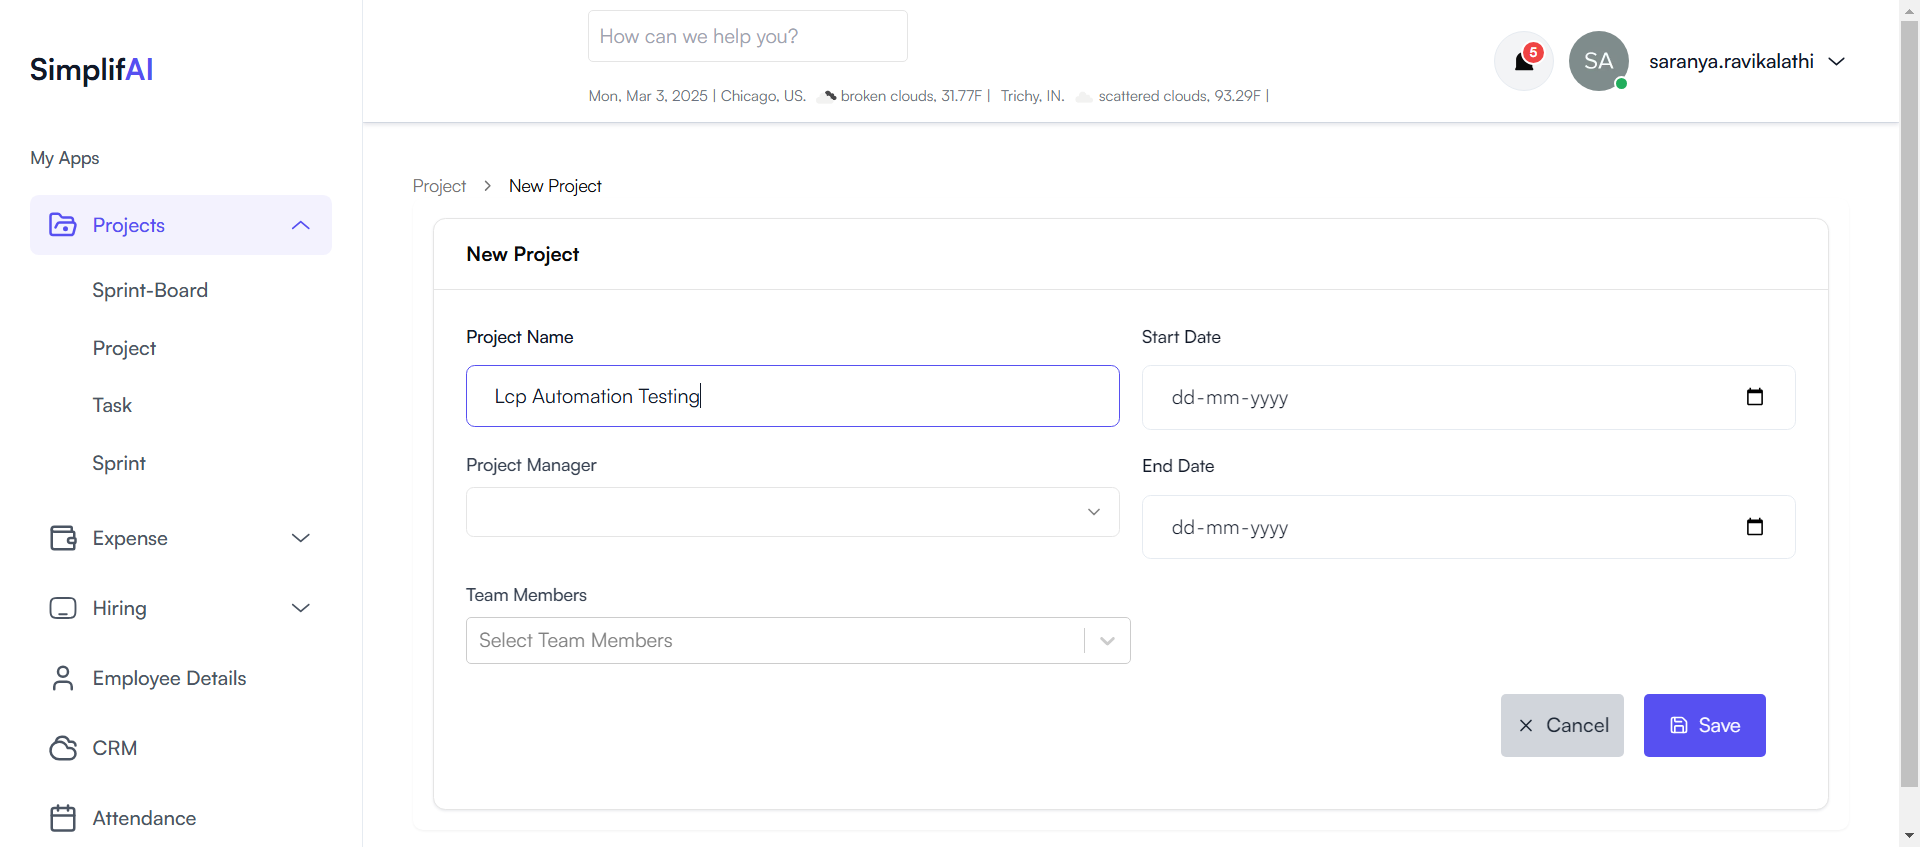 SimplifAI
How can we help you?
Mon, Mar 3, 2025 | Chicago, US. broken clouds, 31.77F | Trichy, IN. scattered clouds, 93.29F |
5
SA
saranya.ravikalathi
My Apps
Projects
Sprint-Board
Project
Task
Sprint
Expense
Hiring
Employee Details
CRM
Attendance
Project > New Project
New Project
Project Name
Lcp Automation Testing
Start Date
dd-mm-yyyy
Project Manager
End Date
dd-mm-yyyy
Team Members
Select Team Members
Cancel
Save